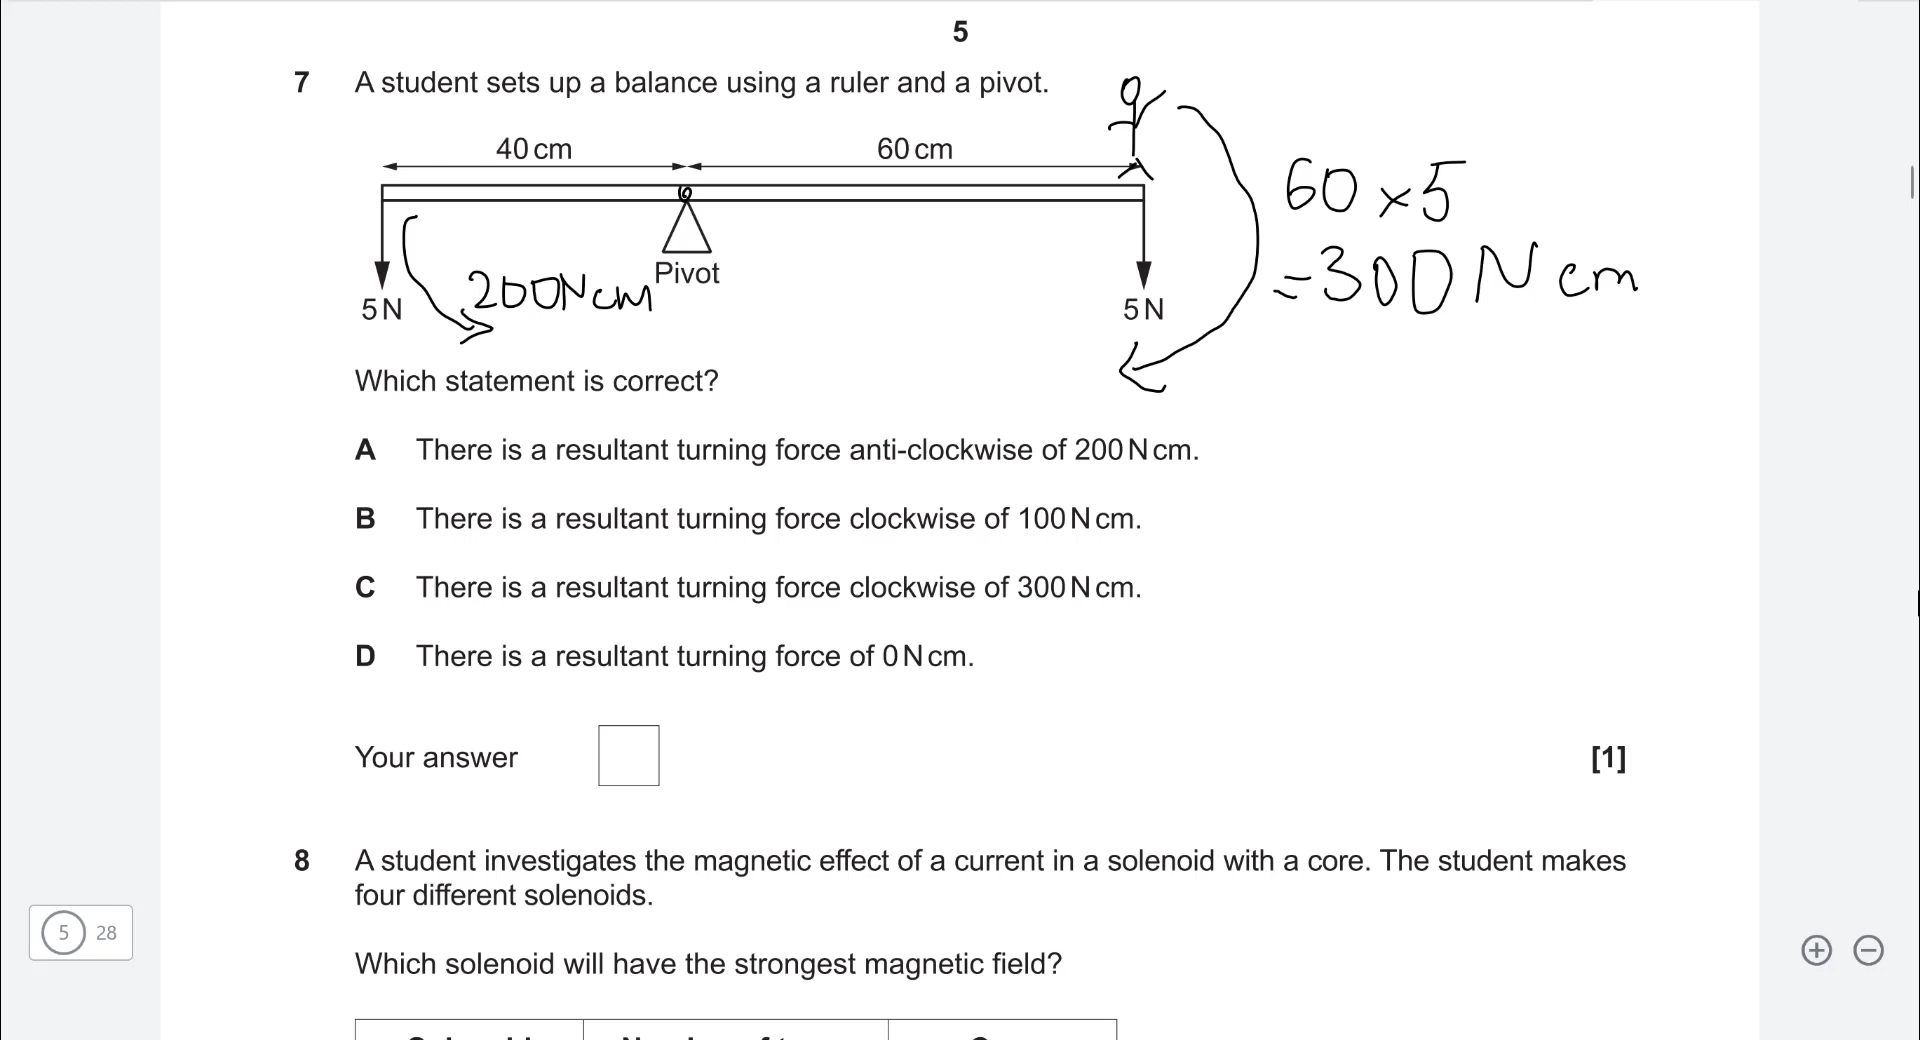 5
7 A student sets up a balance using a ruler and a pivot.
40 cm 60 cm
60 × 5
= 300 N cm
Pivot
200N cm
5 N 5 N
Which statement is correct?
A There is a resultant turning force anti-clockwise of 200 N cm.
B There is a resultant turning force clockwise of 100 N cm.
C There is a resultant turning force clockwise of 300 N cm.
D There is a resultant turning force of 0 N cm.
Your answer [1]
8 A student investigates the magnetic effect of a current in a solenoid with a core. The student makes
four different solenoids.
Which solenoid will have the strongest magnetic field?
5 28